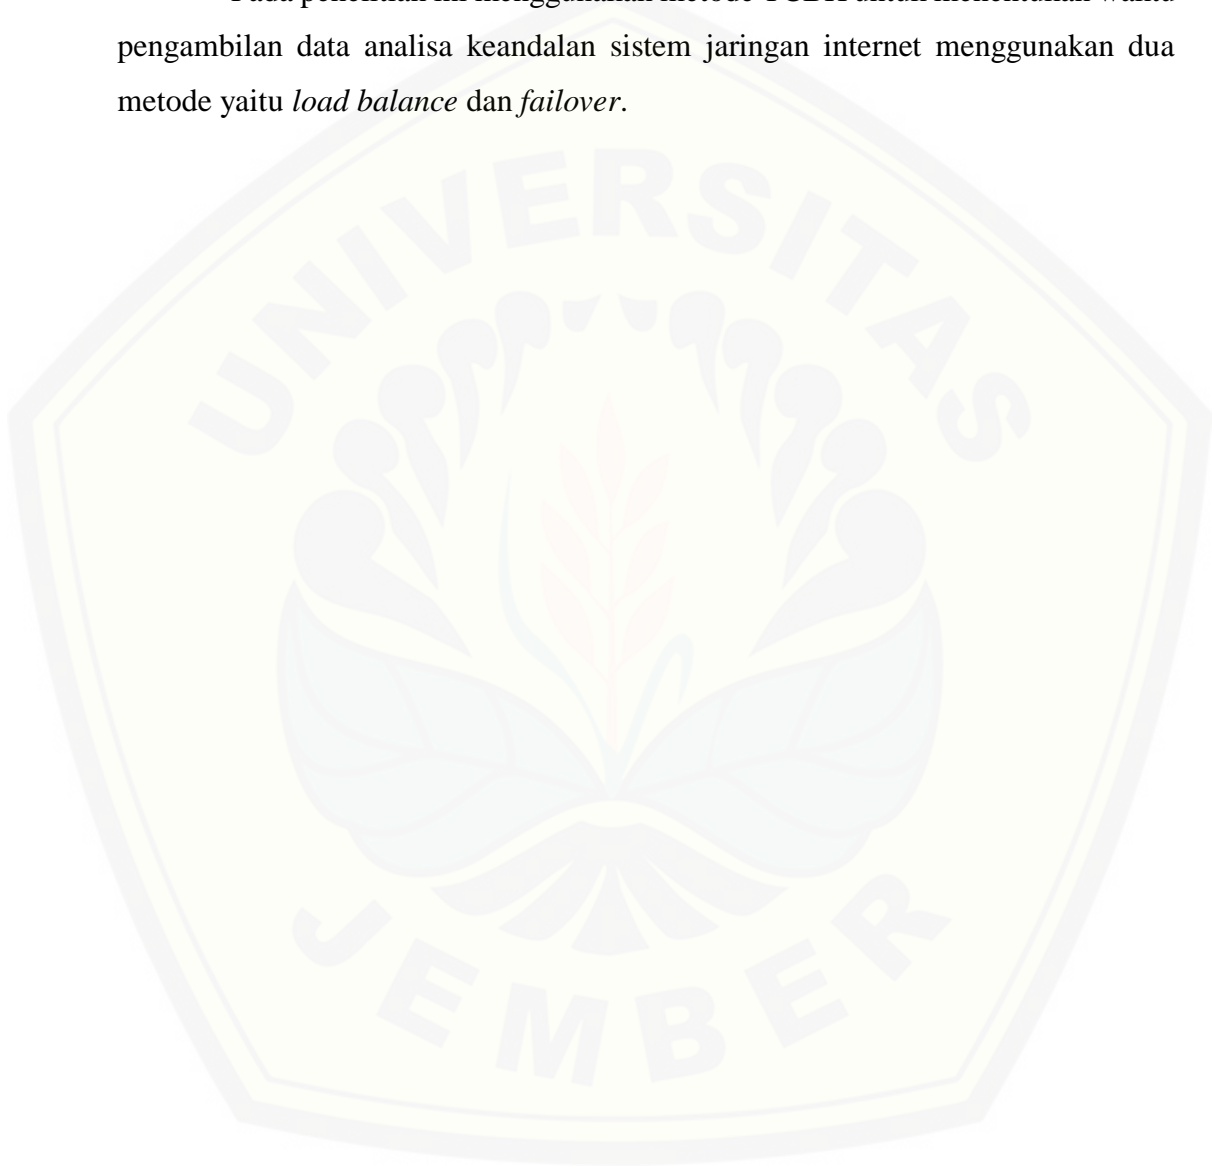 Pada penelitian ini menggunakan metode TCBH untuk menentukan waktu
pengambilan data analisa keandalan sistem jaringan internet menggunakan dua
metode yaitu load balance dan failover.
UNIVERSITAS
JEMBER